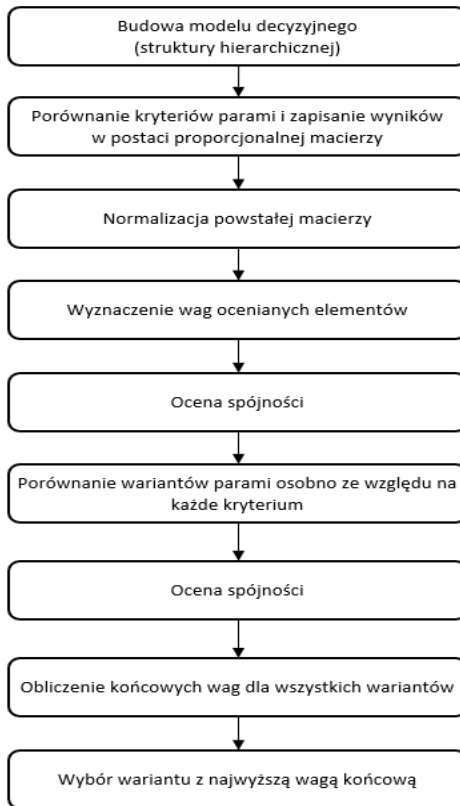 Budowa modelu decyzyjnego
(struktury hierarchicznej)
Porównanie kryteriów parami i zapisanie wyników
w postaci proporcjonalnej macierzy
Normalizacja powstałej macierzy
Wyznaczenie wag ocenianych elementów
Ocena spójności
Porównanie wariantów parami osobno ze względu na
każde kryterium
Ocena spójności
Obliczenie końcowych wag dla wszystkich wariantów
Wybór wariantu z najwyższą wagą końcową